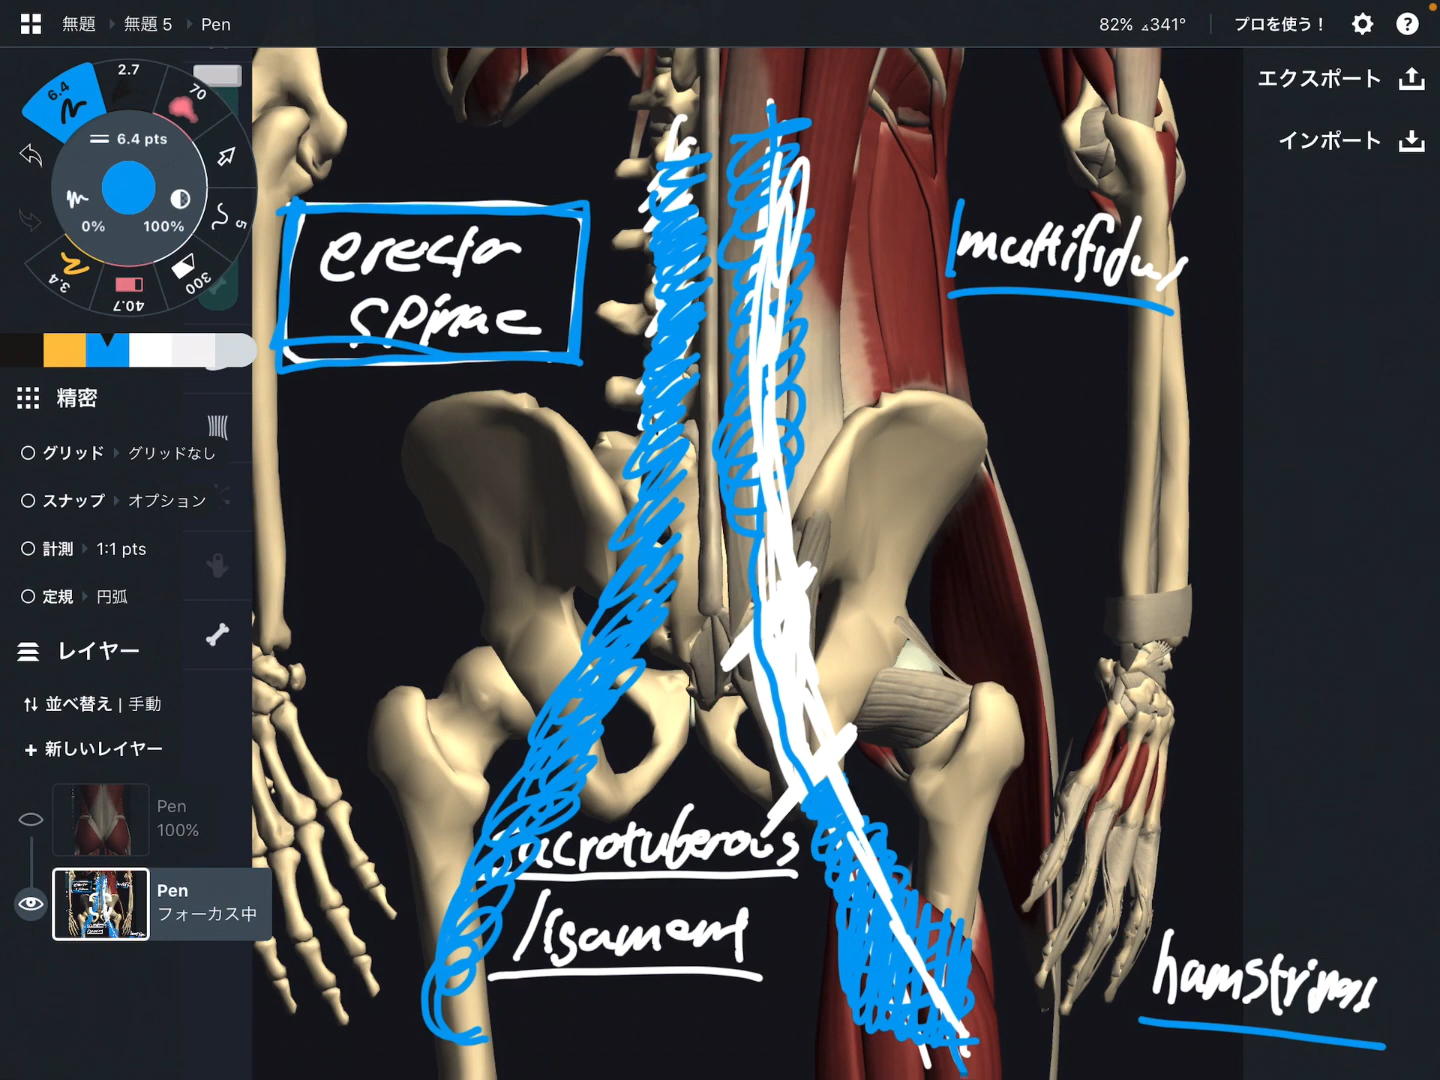 無題 無題 5 Pen
82% ⊿341° プロを使う！
エクスポート
インポート
2.7
6.4
70
6.4 pts
5
0% 100%
300
40.7
3.4
精密
グリッド グリッドなし
スナップ オプション
計測 1:1 pts
定規 円弧
レイヤー
並べ替え | 手動
新しいレイヤー
Pen
100%
Pen
フォーカス中
erector
spinae
multifidus
sacrotuberous
ligament
hamstrings